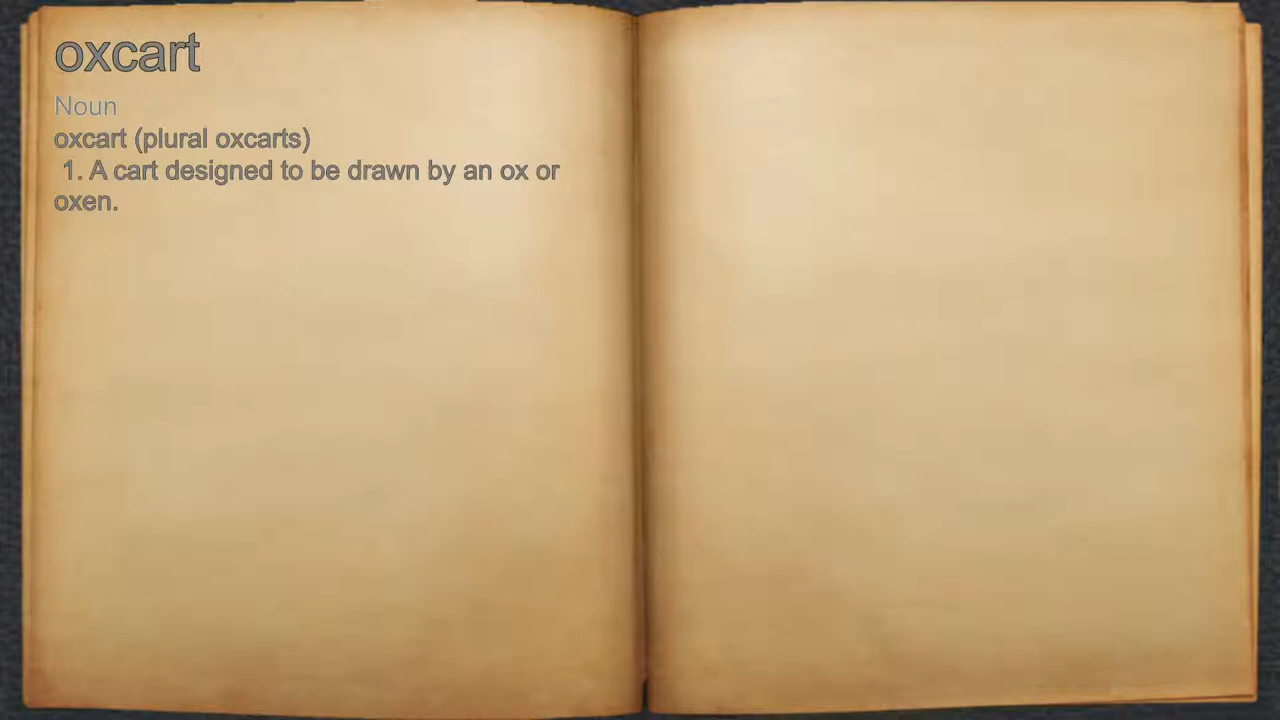 oxcart
Noun
oxcart (plural oxcarts)
1. A cart designed to be drawn by an ox or
oxen.